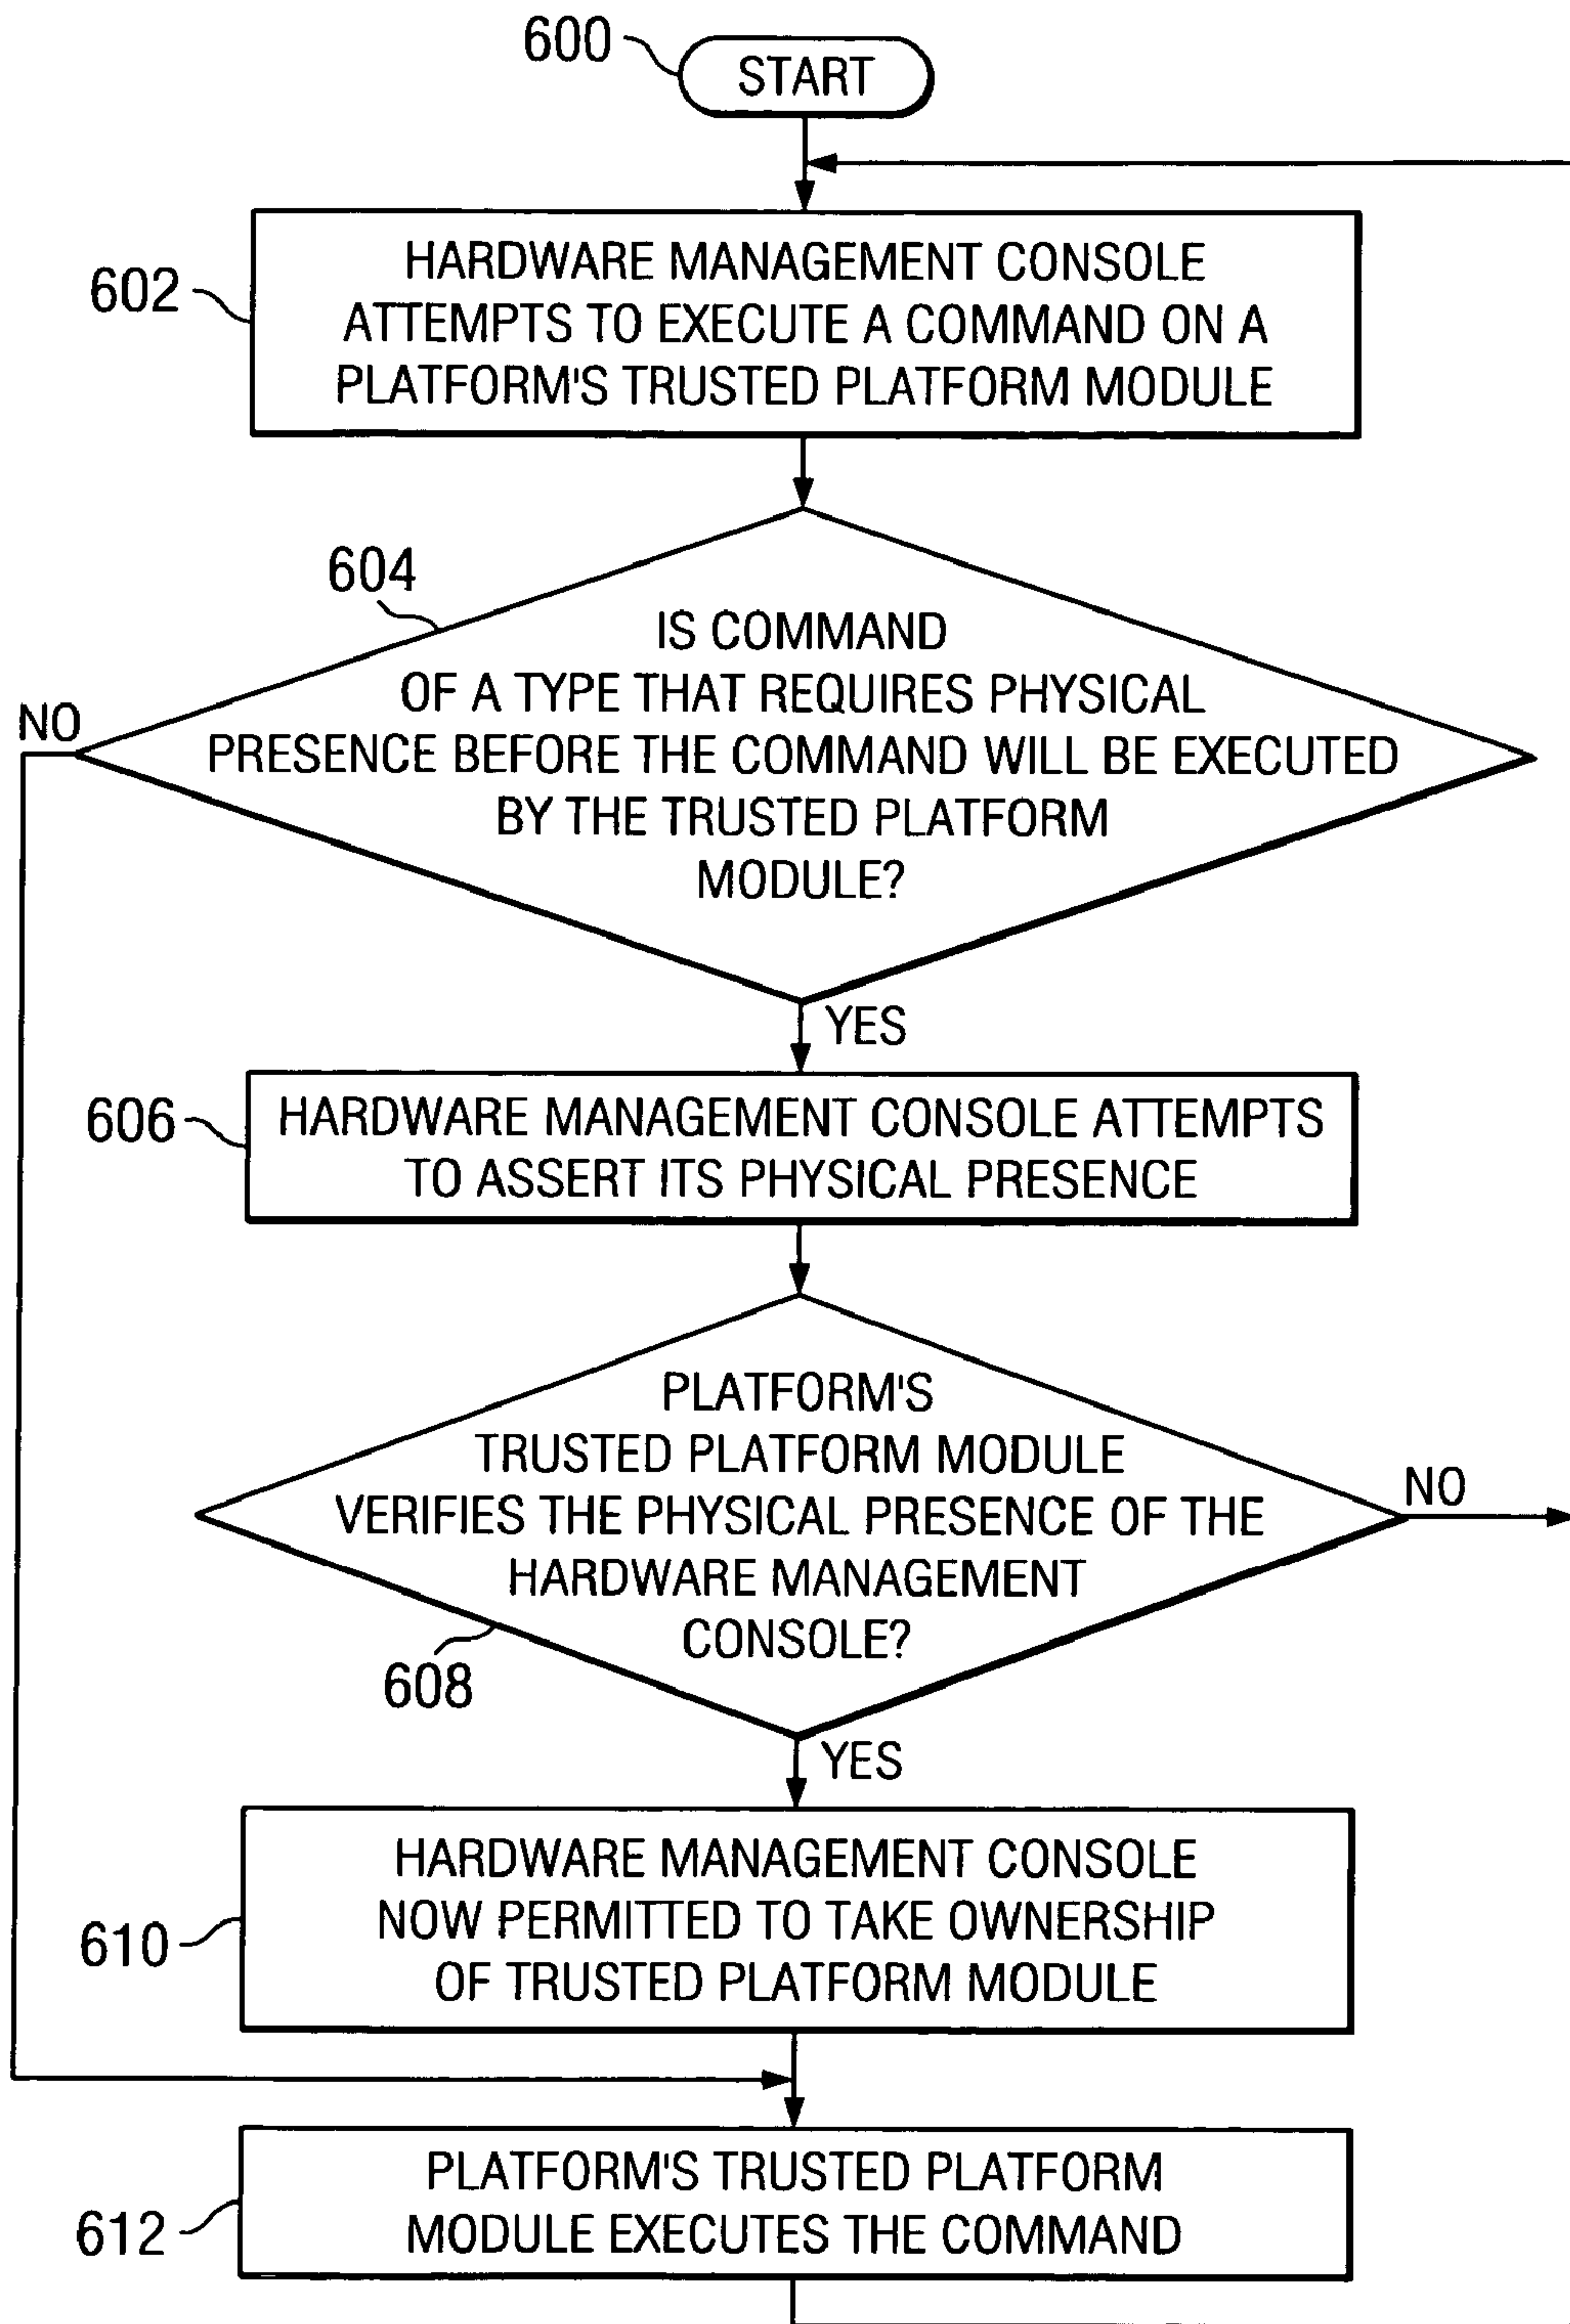 600
START
602
HARDWARE MANAGEMENT CONSOLE
ATTEMPTS TO EXECUTE A COMMAND ON A
PLATFORM'S TRUSTED PLATFORM MODULE
604
IS COMMAND
OF A TYPE THAT REQUIRES PHYSICAL
PRESENCE BEFORE THE COMMAND WILL BE EXECUTED
BY THE TRUSTED PLATFORM
MODULE?
NO
YES
606
HARDWARE MANAGEMENT CONSOLE ATTEMPTS
TO ASSERT ITS PHYSICAL PRESENCE
PLATFORM'S
TRUSTED PLATFORM MODULE
VERIFIES THE PHYSICAL PRESENCE OF THE
HARDWARE MANAGEMENT
CONSOLE?
NO
608
YES
610
HARDWARE MANAGEMENT CONSOLE
NOW PERMITTED TO TAKE OWNERSHIP
OF TRUSTED PLATFORM MODULE
612
PLATFORM'S TRUSTED PLATFORM
MODULE EXECUTES THE COMMAND